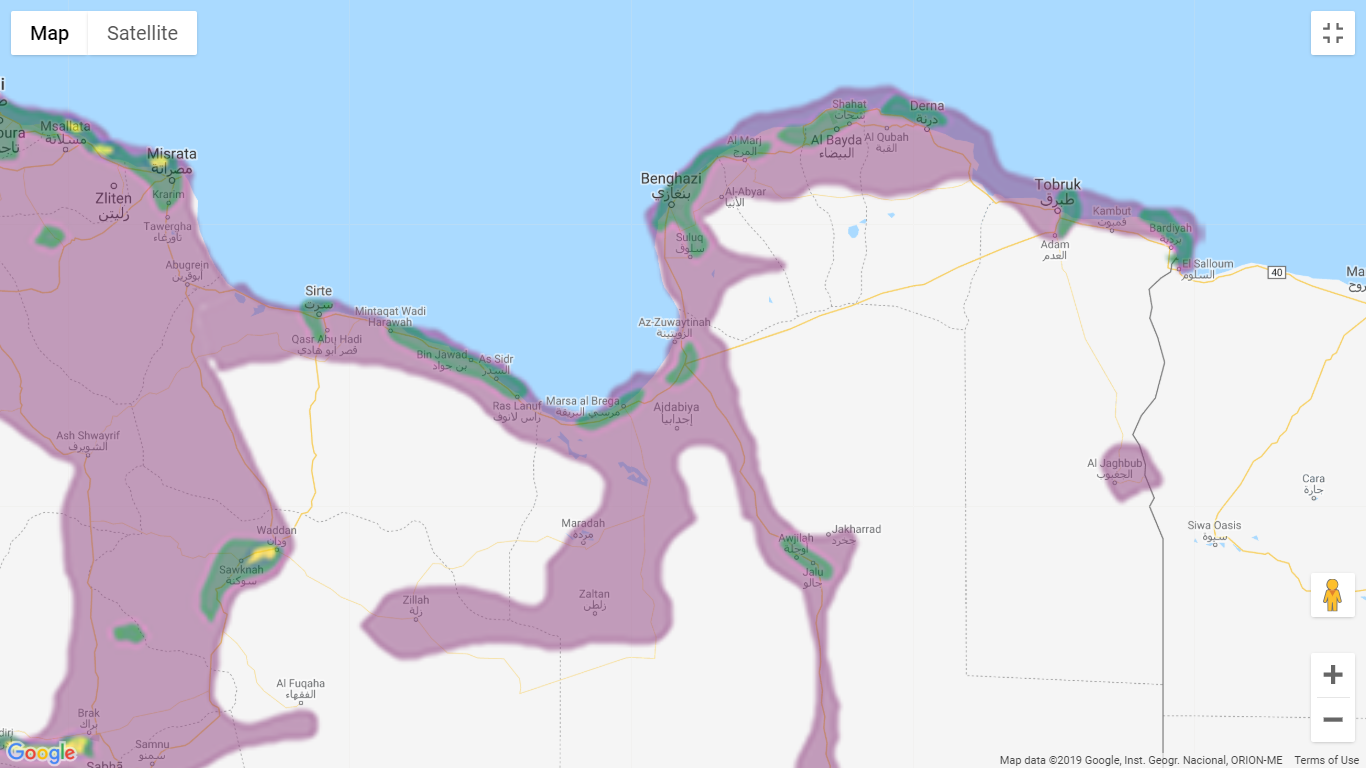 Map Satellite
Shahat
شحات
Derna
درنة
Msallata
مسلاتة
Al Marj
المرج
Al Bayda
البيضاء
Al Qubah
القبة
Misrata
مصراتة
Benghazi
بنغازي
Al-Abyar
الأبيار
Tobruk
طبرق
Zliten
زليتن
Krarim
Kambut
قمبوت
Tawergha
تاورغاء
Bardiyah
بردية
Suluq
سلوق
Adam
العدم
Abugrein
أبوقرين
El Salloum
السلوم
40
Sirte
سرت
Mintaqat Wadi
Harawah
Az-Zuwaytinah
الزويتينة
Qasr Abu Hadi
قصر أبو هادي
Bin Jawad
بن جواد
As Sidr
السدر
Ras Lanuf
راس لانوف
Marsa al Brega
مرسى البريقة
Ajdabiya
إجدابيا
Ash Shwayrif
الشويرف
Al Jaghbub
الجغبوب
Cara
جارة
Siwa Oasis
سيوة
Waddan
ودان
Maradah
مردة
Jakharrad
جخرد
Awjilah
أوجلة
Sawknah
سوكنة
Jalu
جالو
Zillah
زلة
Zaltan
زلطن
Al Fuqaha
الفقهاء
Brak
براك
Samnu
سمنو
Sabhā
Google
Map data ©2019 Google, Inst. Geogr. Nacional, ORION-ME Terms of Use